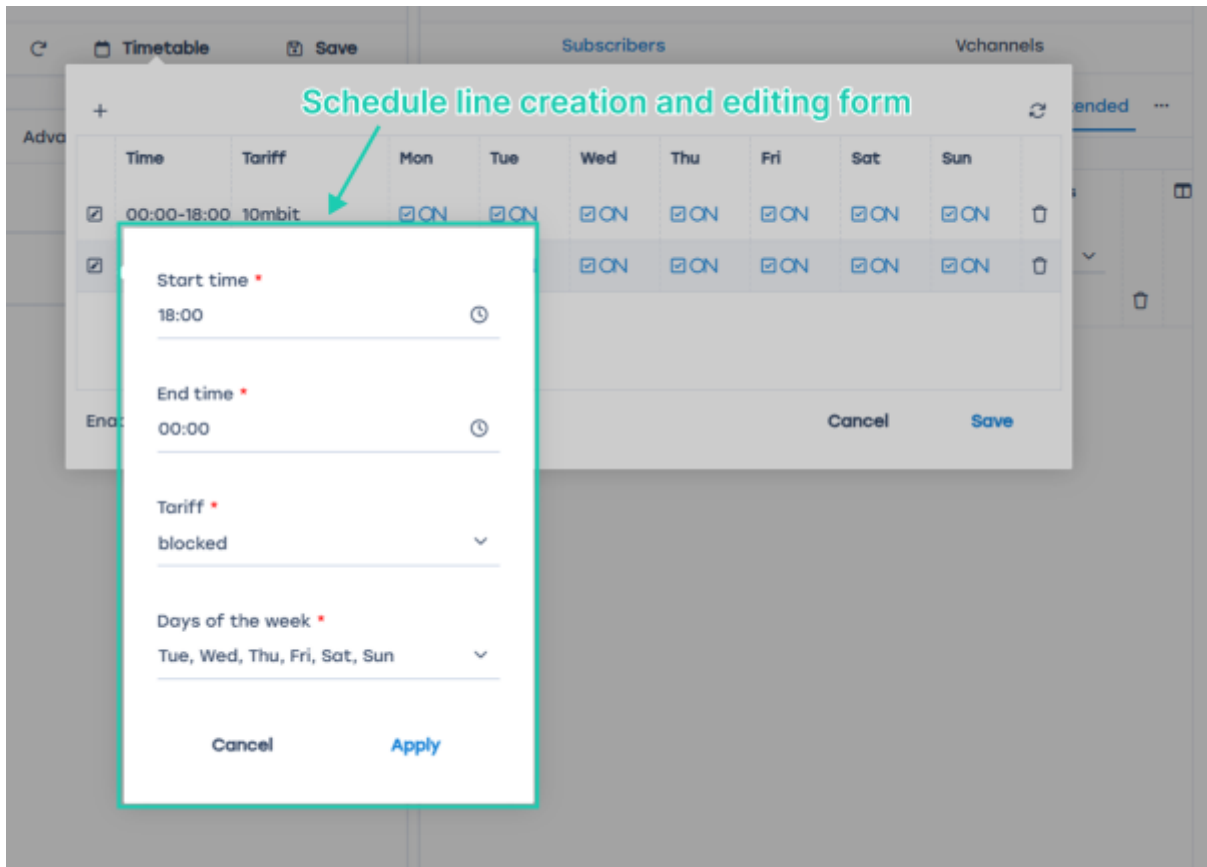 Timetable Save Subscribers Vchannels
Schedule line creation and editing form
ended ...
Adva
Time Tariff Mon Tue Wed Thu Fri Sat Sun
00:00-18:00 10mbit ON ON ON ON ON ON ON
ON ON ON ON ON
Start time *
18:00
End time *
00:00
Ena
Cancel Save
Tariff *
blocked
Days of the week *
Tue, Wed, Thu, Fri, Sat, Sun
Cancel Apply